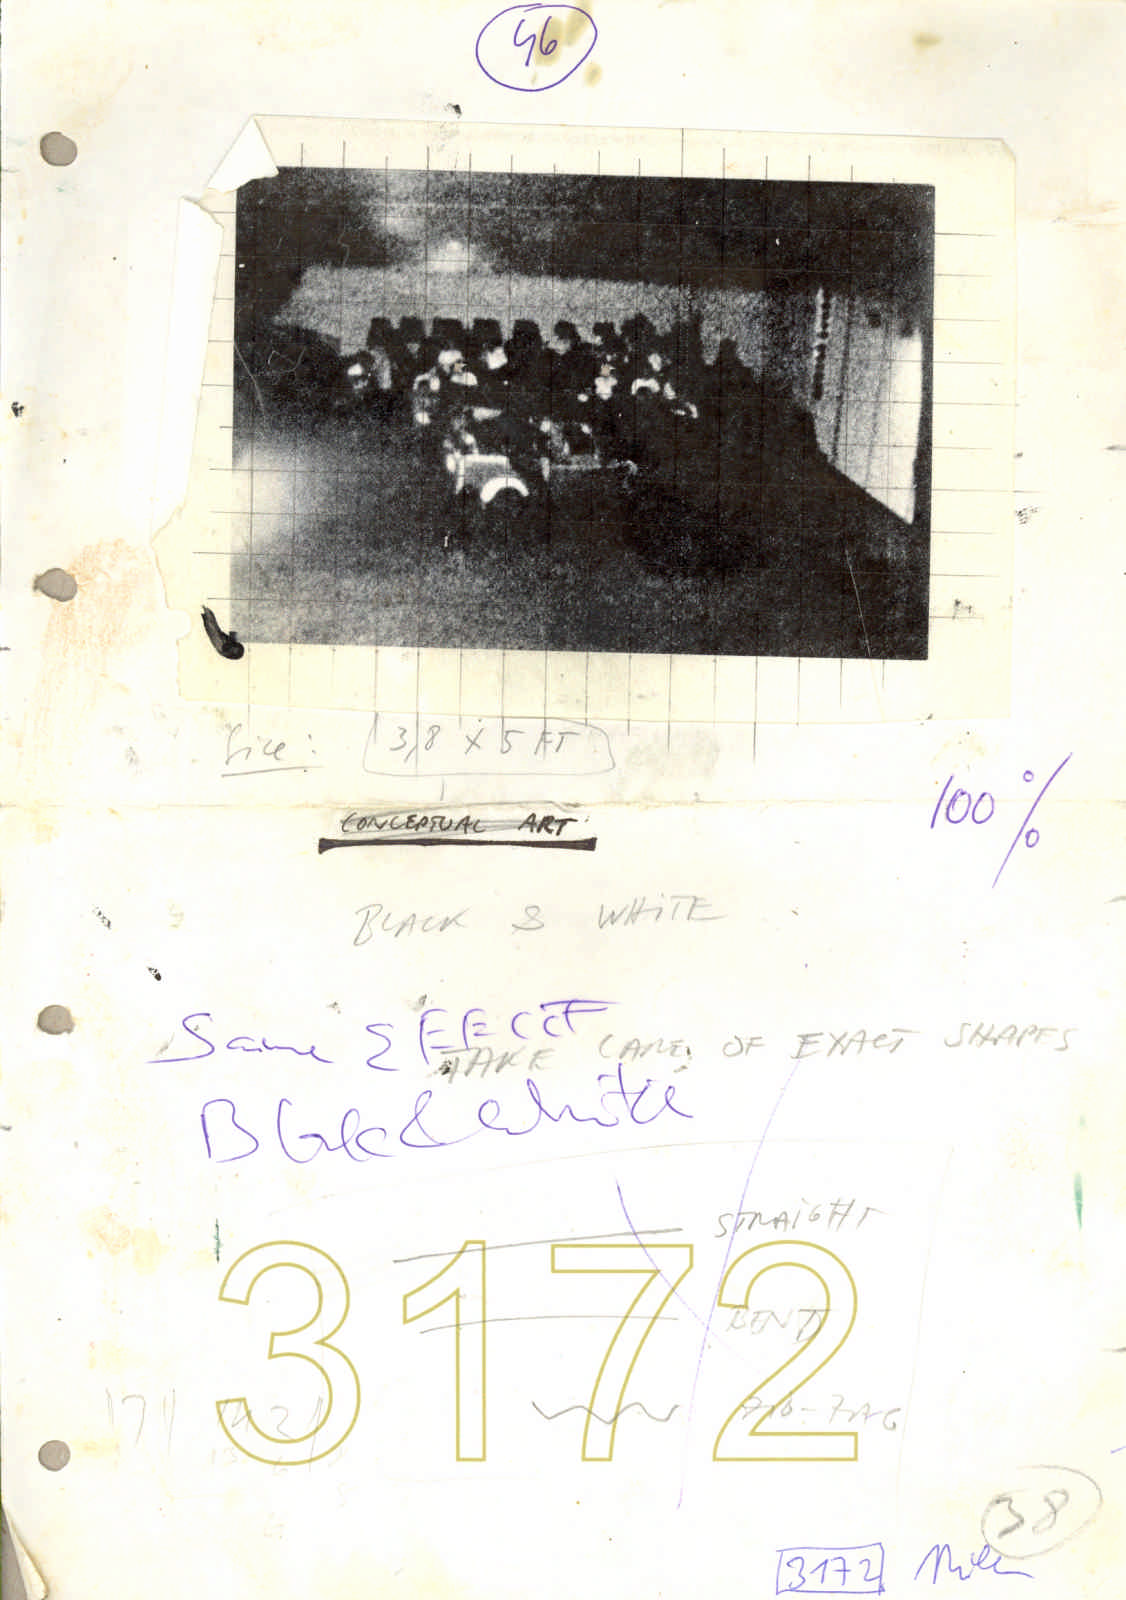 46
Size: 3,8 X 5 FT
CONCEPTUAL ART
100 %
BLACK & WHITE
Same EFFECT
TAKE CARE OF EXACT SHAPES
Black & White
STRAIGHT
3172
BENT
ZIG-ZAG
38
3172